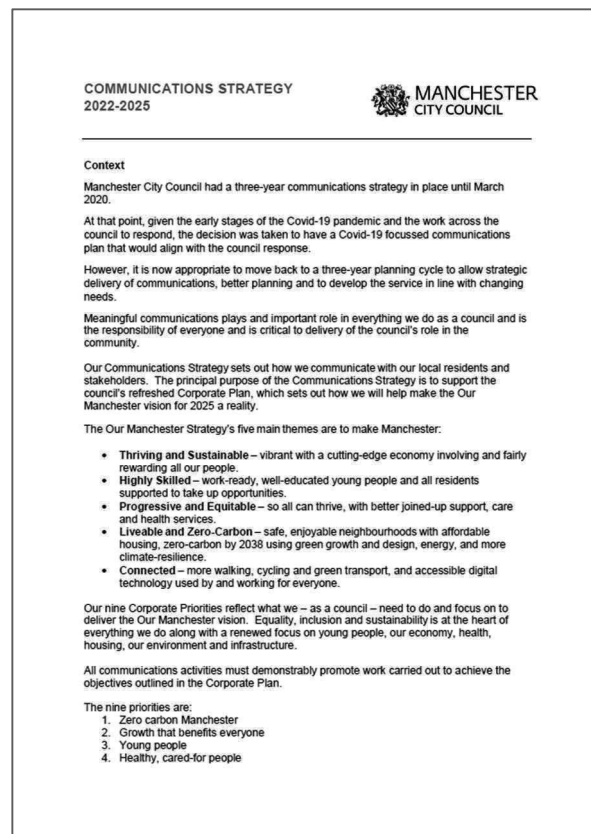 COMMUNICATIONS STRATEGY
2022-2025
MANCHESTER
CITY COUNCIL
Context
Manchester City Council had a three-year communications strategy in place until March
2020.
At that point, given the early stages of the Covid-19 pandemic and the work across the
council to respond, the decision was taken to have a Covid-19 focussed communications
plan that would align with the council response.
However, it is now appropriate to move back to a three-year planning cycle to allow strategic
delivery of communications, better planning and to develop the service in line with changing
needs.
Meaningful communications plays and important role in everything we do as a council and is
the responsibility of everyone and is critical to delivery of the council's role in the
community.
Our Communications Strategy sets out how we communicate with our local residents and
stakeholders. The principal purpose of the Communications Strategy is to support the
council's refreshed Corporate Plan, which sets out how we will help make the Our
Manchester vision for 2025 a reality.
The Our Manchester Strategy's five main themes are to make Manchester:
• Thriving and Sustainable – vibrant with a cutting-edge economy involving and fairly
rewarding all our people.
• Highly Skilled – work-ready, well-educated young people and all residents
supported to take up opportunities.
• Progressive and Equitable – so all can thrive, with better joined-up support, care
and health services.
• Liveable and Zero-Carbon – safe, enjoyable neighbourhoods with affordable
housing, zero-carbon by 2038 using green growth and design, energy, and more
climate-resilience.
• Connected – more walking, cycling and green transport, and accessible digital
technology used by and working for everyone.
Our nine Corporate Priorities reflect what we – as a council – need to do and focus on to
deliver the Our Manchester vision. Equality, inclusion and sustainability is at the heart of
everything we do along with a renewed focus on young people, our economy, health,
housing, our environment and infrastructure.
All communications activities must demonstrably promote work carried out to achieve the
objectives outlined in the Corporate Plan.
The nine priorities are:
1. Zero carbon Manchester
2. Growth that benefits everyone
3. Young people
4. Healthy, cared-for people